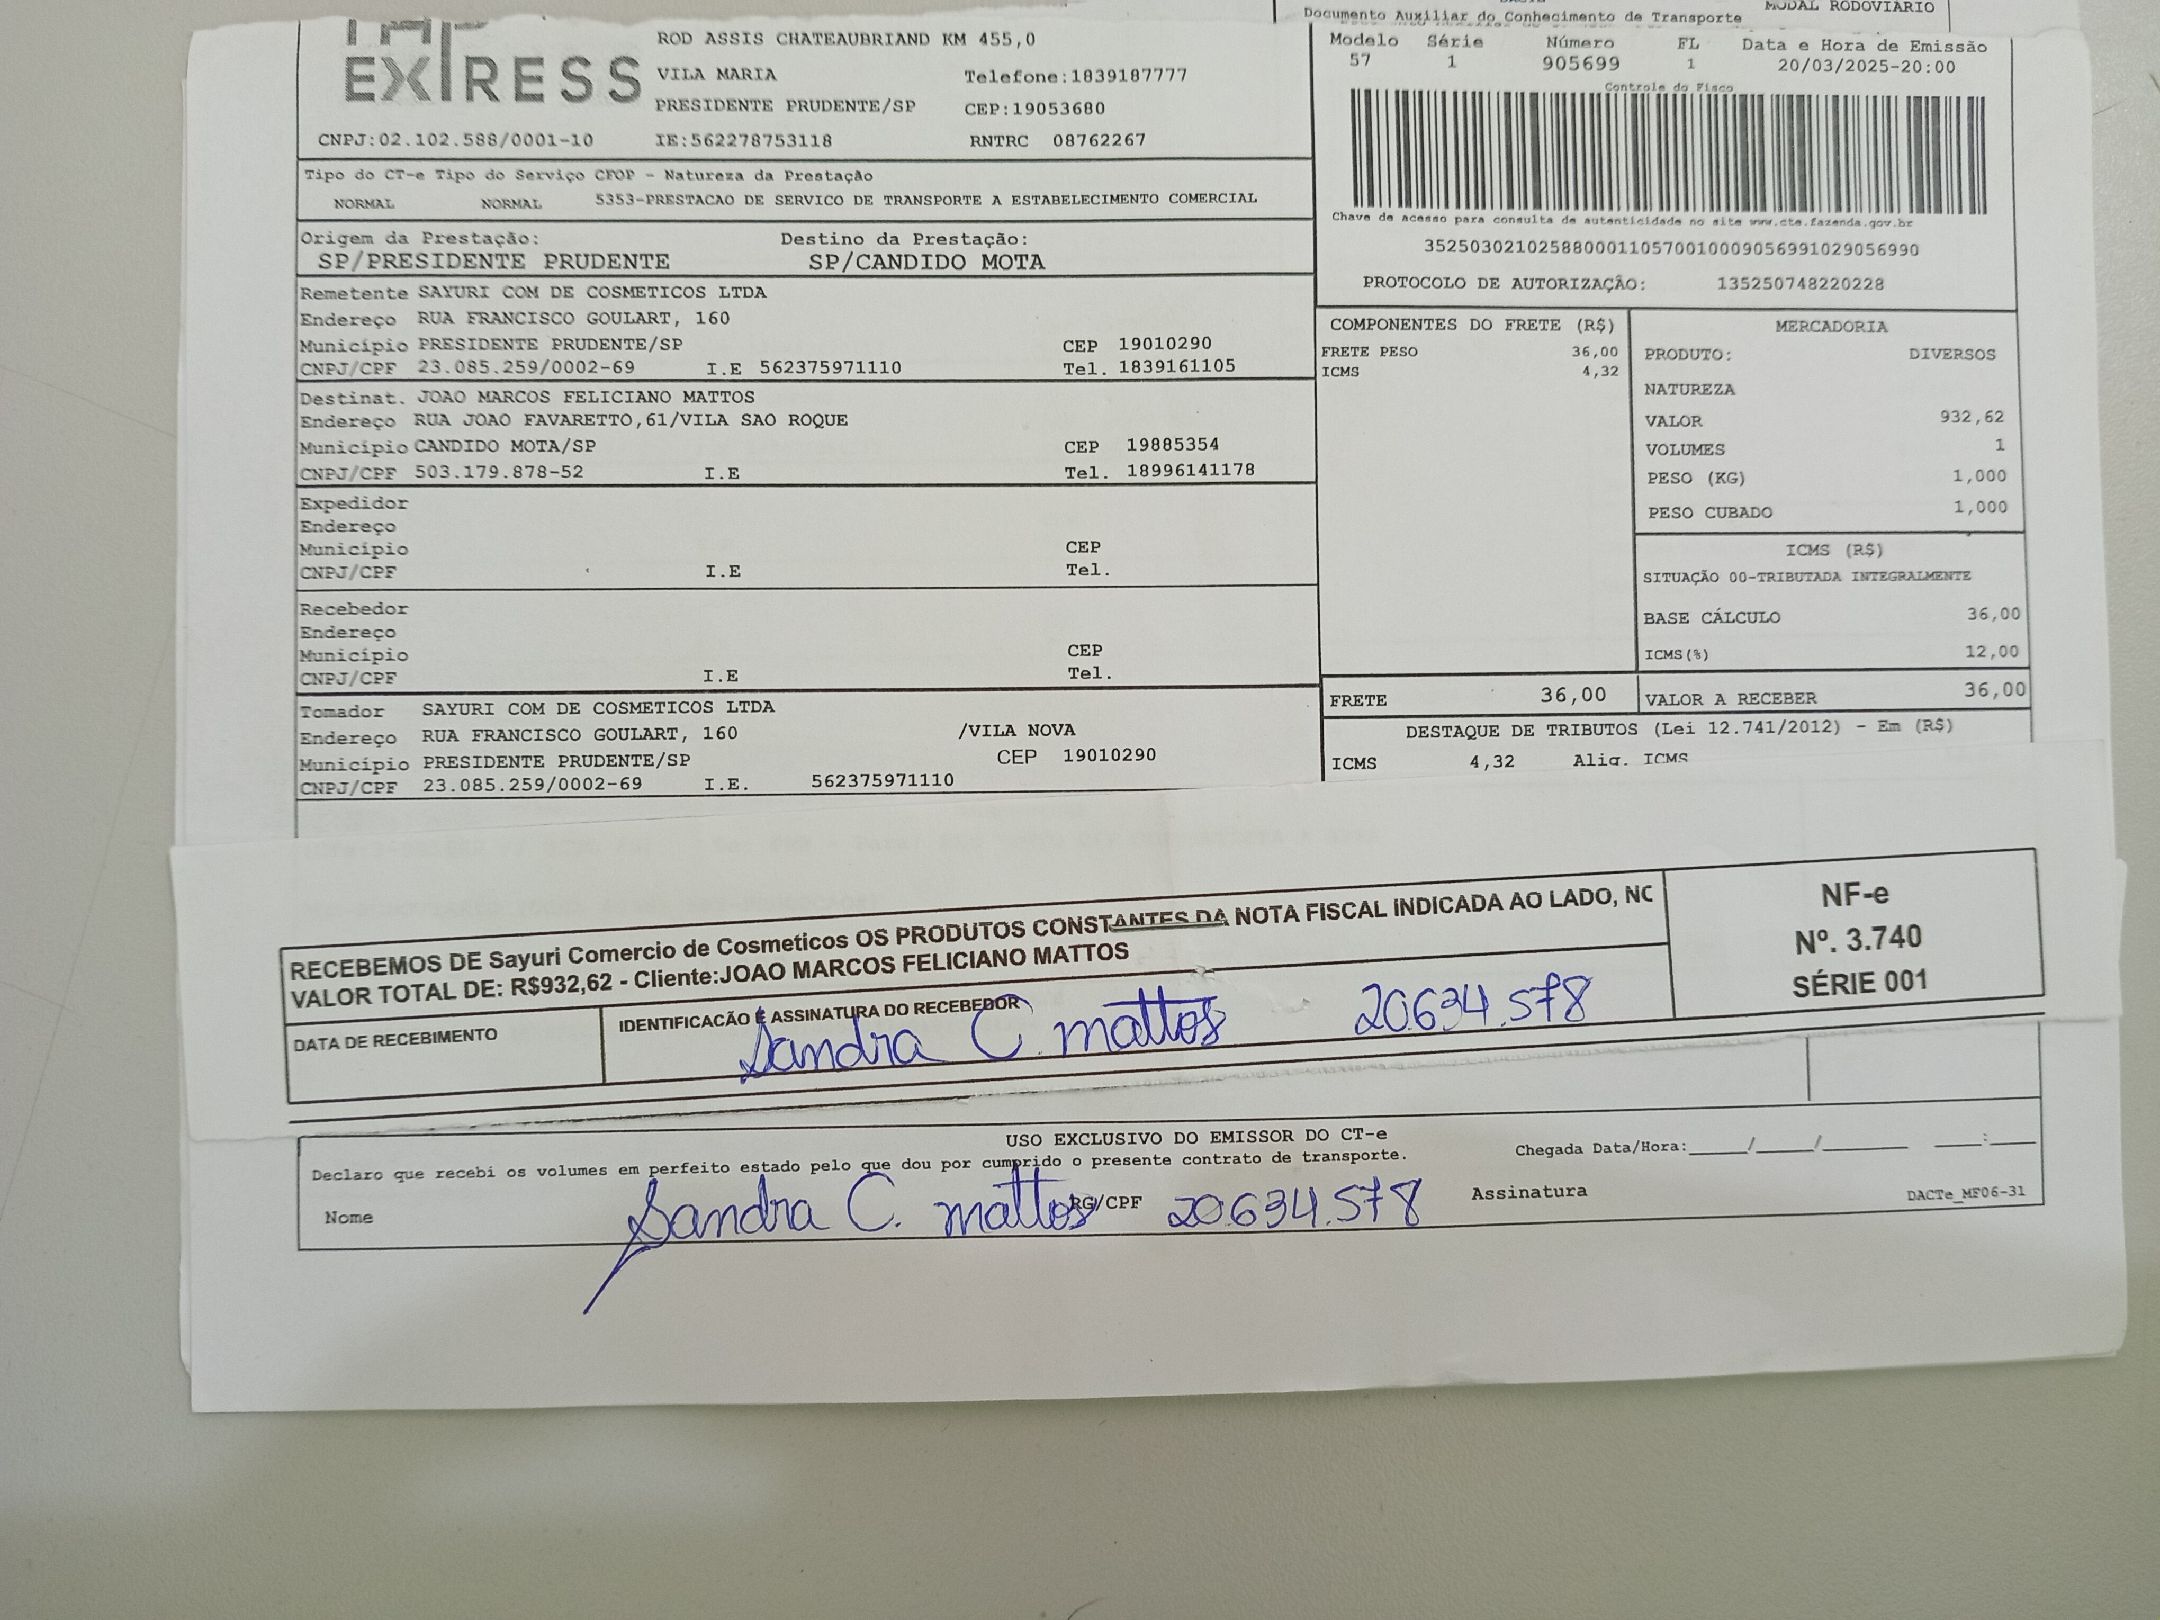 MODAL RODOVIARIO
Documento Auxiliar do Conhecimento de Transporte
EXPRESS
ROD ASSIS CHATEAUBRIAND KM 455,0
VILA MARIA Telefone:1839187777
PRESIDENTE PRUDENTE/SP CEP:19053680
CNPJ:02.102.588/0001-10 IE:562278753118 RNTRC 08762267
Modelo Série Número FL Data e Hora de Emissão
57 1 905699 1 20/03/2025-20:00
Controle do Fisco
Chave de acesso para consulta de autenticidade no site www.cte.fazenda.gov.br
35250302102588000110570010009056991029056990
PROTOCOLO DE AUTORIZAÇÃO: 135250748220228
Tipo do CT-e Tipo do Serviço CFOP - Natureza da Prestação
NORMAL NORMAL 5353-PRESTACAO DE SERVICO DE TRANSPORTE A ESTABELECIMENTO COMERCIAL
Origem da Prestação: Destino da Prestação:
SP/PRESIDENTE PRUDENTE SP/CANDIDO MOTA
Remetente SAYURI COM DE COSMETICOS LTDA
Endereço RUA FRANCISCO GOULART, 160
Município PRESIDENTE PRUDENTE/SP CEP 19010290
CNPJ/CPF 23.085.259/0002-69 I.E 562375971110 Tel. 1839161105
Destinat. JOAO MARCOS FELICIANO MATTOS
Endereço RUA JOAO FAVARETTO,61/VILA SAO ROQUE
Município CANDIDO MOTA/SP CEP 19885354
CNPJ/CPF 503.179.878-52 I.E Tel. 18996141178
Expedidor
Endereço
Município CEP
CNPJ/CPF I.E Tel.
Recebedor
Endereço
Município CEP
CNPJ/CPF I.E Tel.
Tomador SAYURI COM DE COSMETICOS LTDA
Endereço RUA FRANCISCO GOULART, 160 /VILA NOVA
Município PRESIDENTE PRUDENTE/SP CEP 19010290
CNPJ/CPF 23.085.259/0002-69 I.E. 562375971110
COMPONENTES DO FRETE (R$)
FRETE PESO 36,00
ICMS 4,32
MERCADORIA
PRODUTO: DIVERSOS
NATUREZA
VALOR 932,62
VOLUMES 1
PESO (KG) 1,000
PESO CUBADO 1,000
ICMS (R$)
SITUAÇÃO 00-TRIBUTADA INTEGRALMENTE
BASE CÁLCULO 36,00
ICMS(%) 12,00
FRETE 36,00 VALOR A RECEBER 36,00
DESTAQUE DE TRIBUTOS (Lei 12.741/2012) - Em (R$)
ICMS 4,32 Aliq. ICMS
RECEBEMOS DE Sayuri Comercio de Cosmeticos OS PRODUTOS CONSTANTES DA NOTA FISCAL INDICADA AO LADO, NO
VALOR TOTAL DE: R$932,62 - Cliente:JOAO MARCOS FELICIANO MATTOS
DATA DE RECEBIMENTO IDENTIFICACÃO E ASSINATURA DO RECEBEDOR
Sandra C. mattos 20634.578
NF-e
Nº. 3.740
SÉRIE 001
USO EXCLUSIVO DO EMISSOR DO CT-e
Declaro que recebi os volumes em perfeito estado pelo que dou por cumprido o presente contrato de transporte. Chegada Data/Hora:____/____/______ ____:____
Nome Sandra C. mattos RG/CPF 20634.578 Assinatura DACTe_MF06-31